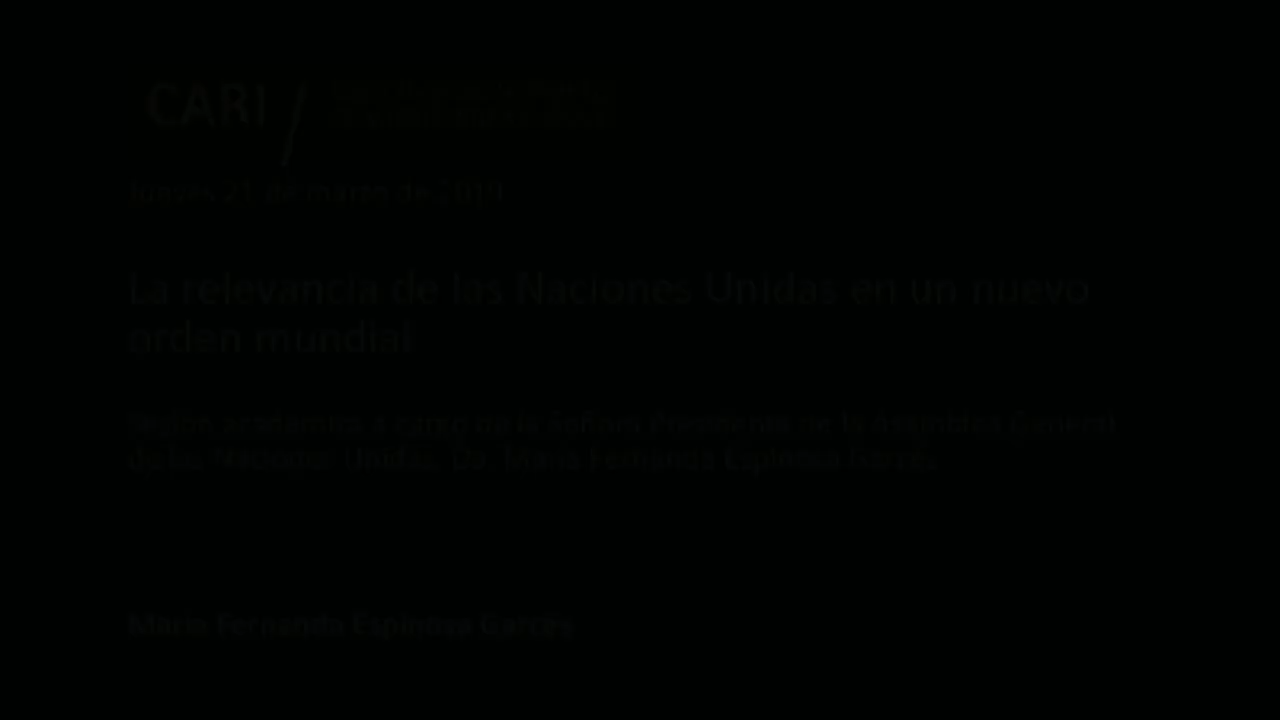 CARI
Jueves 21 de marzo de 2019
La relevancia de las Naciones Unidas en un nuevo
orden mundial
Sesión académica a cargo de la Señora Presidente de la Asamblea General
de las Naciones Unidas, Da. María Fernanda Espinosa Garcés
María Fernanda Espinosa Garcés